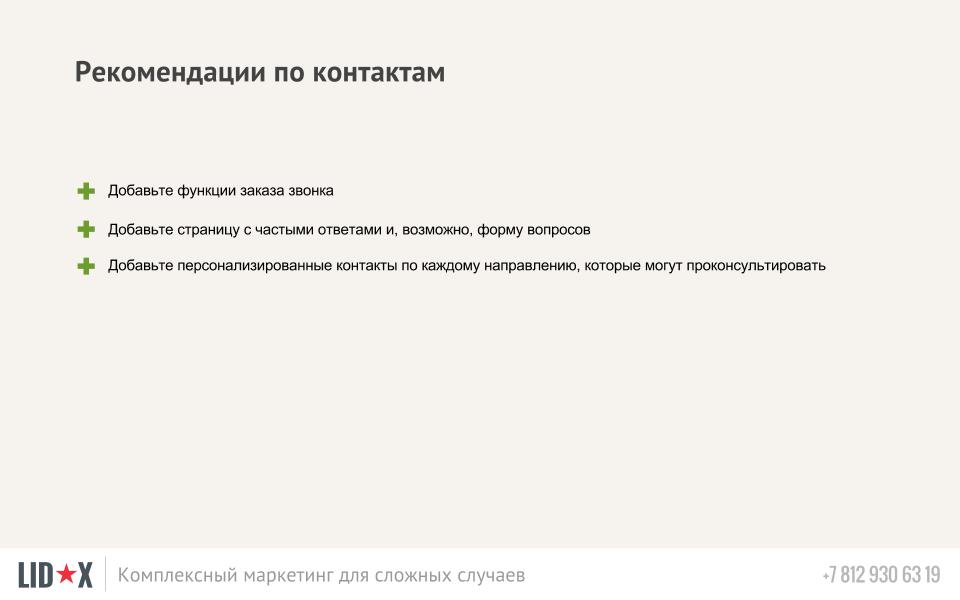 Рекомендации по контактам
Добавьте функции заказа звонка
Добавьте страницу с частыми ответами и, возможно, форму вопросов
Добавьте персонализированные контакты по каждому направлению, которые могут проконсультировать
LID★X
Комплексный маркетинг для сложных случаев
+7 812 930 63 19